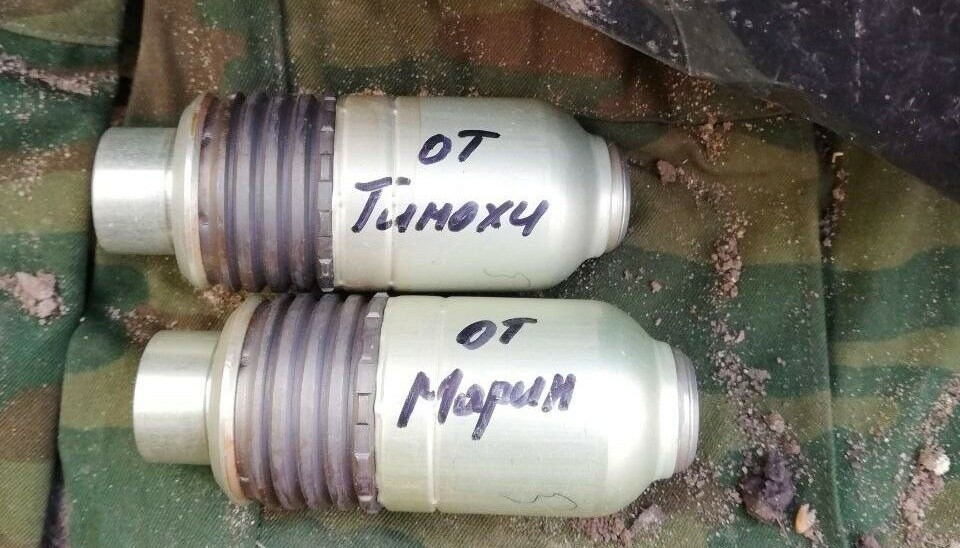 от
Тимохи
от
Марии